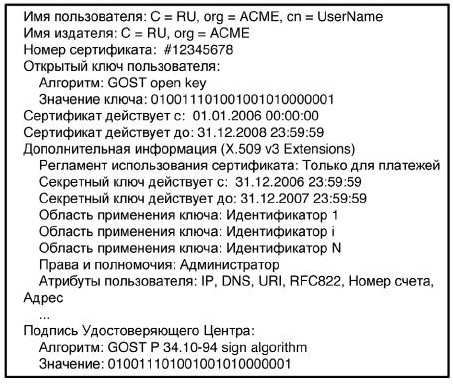 Имя пользователя: C = RU, org = ACME, cn = UserName
Имя издателя: C = RU, org = ACME
Номер сертификата: #12345678
Открытый ключ пользователя:
Алгоритм: GOST open key
Значение ключа: 010011101001001010000001
Сертификат действует с: 01.01.2006 00:00:00
Сертификат действует до: 31.12.2008 23:59:59
Дополнительная информация (X.509 v3 Extensions)
Регламент использования сертификата: Только для платежей
Секретный ключ действует с: 31.12.2006 23:59:59
Секретный ключ действует до: 31.12.2007 23:59:59
Область применения ключа: Идентификатор 1
Область применения ключа: Идентификатор i
Область применения ключа: Идентификатор N
Права и полномочия: Администратор
Атрибуты пользователя: IP, DNS, URI, RFC822, Номер счета,
Адрес
...
Подпись Удостоверяющего Центра:
Алгоритм: GOST P 34.10-94 sign algorithm
Значение: 010011101001001010000001